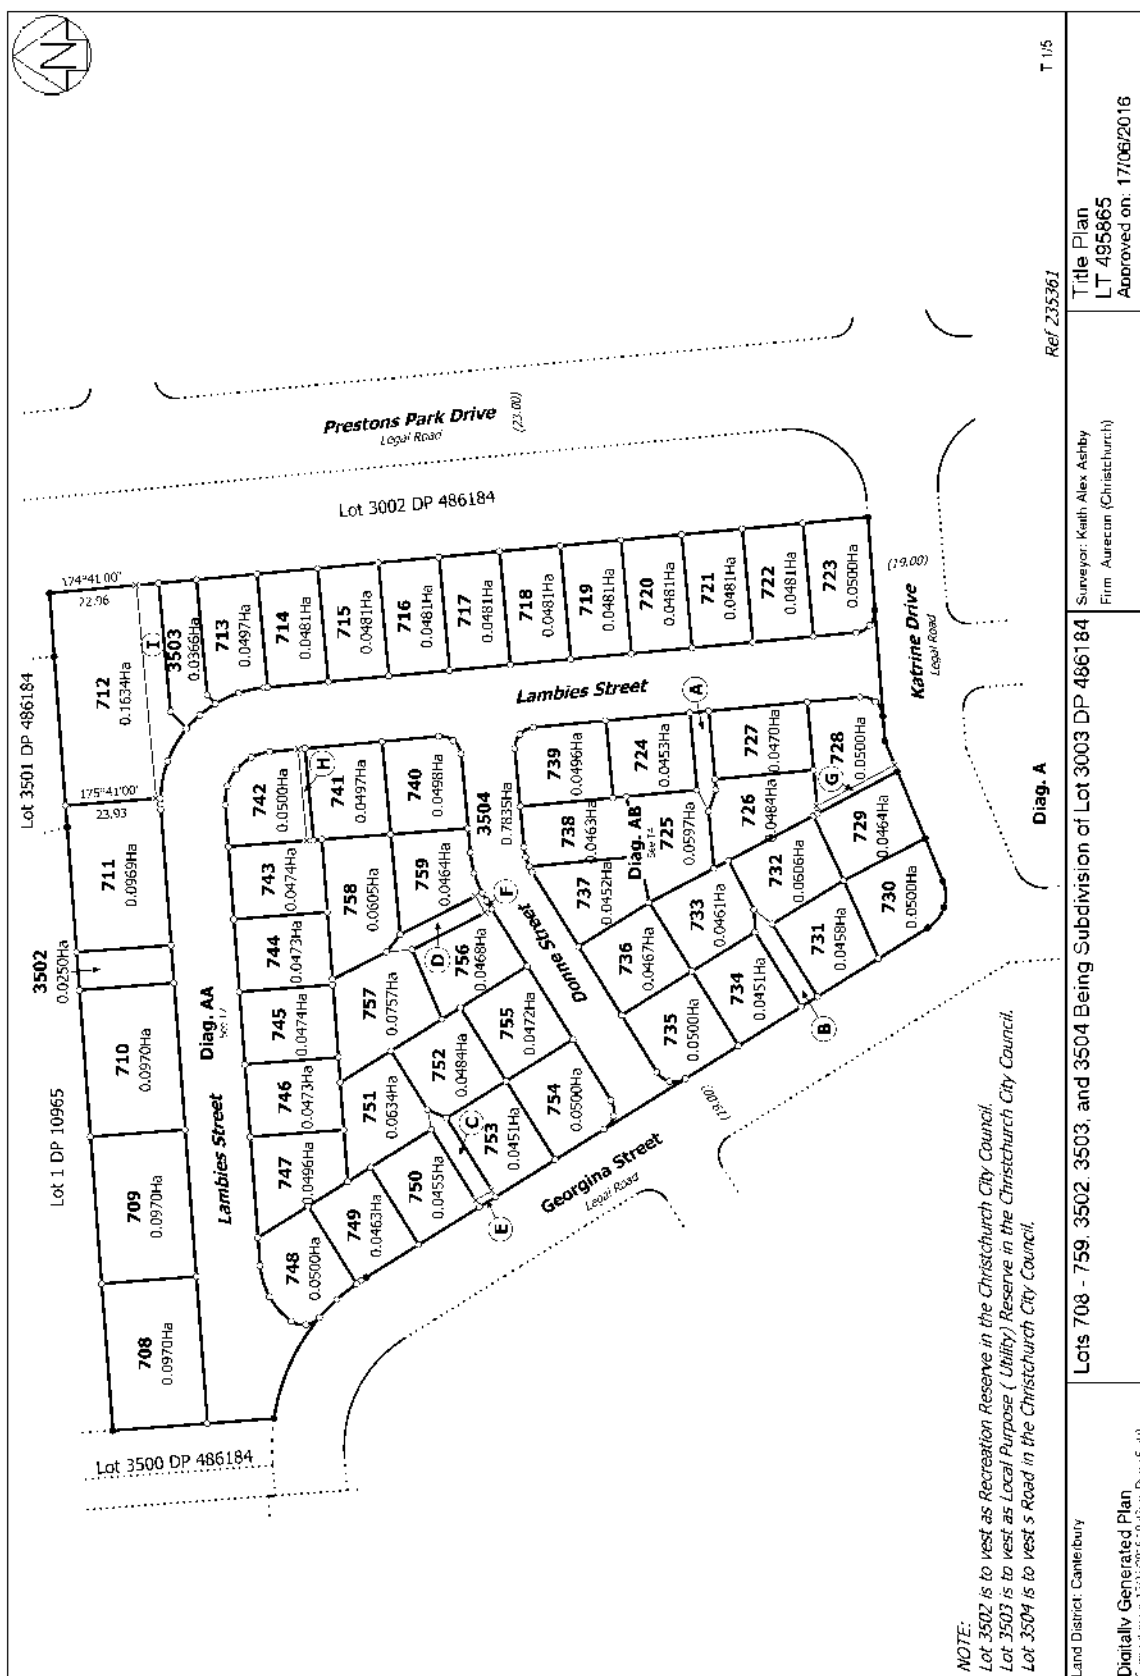 N
T 1/5
Lot 3501 DP 486184
Lot 1 DP 10965
Lot 3500 DP 486184
Lot 3002 DP 486184
Prestons Park Drive
Legal Road
(23.00)
174°41'00"
22.96
175°41'00"
23.93
3502
0.0250Ha
708
0.0970Ha
709
0.0970Ha
710
0.0970Ha
711
0.0969Ha
712
0.1634Ha
I
3503
0.0366Ha
713
0.0497Ha
714
0.0481Ha
715
0.0481Ha
716
0.0481Ha
717
0.0481Ha
718
0.0481Ha
719
0.0481Ha
720
0.0481Ha
721
0.0481Ha
722
0.0481Ha
723
0.0500Ha
Lambies Street
Diag. AA
Lambies Street
748
0.0500Ha
747
0.0496Ha
746
0.0473Ha
745
0.0474Ha
744
0.0473Ha
743
0.0474Ha
742
0.0500Ha
H
741
0.0497Ha
740
0.0498Ha
749
0.0463Ha
750
0.0455Ha
751
0.0634Ha
757
0.0757Ha
758
0.0605Ha
759
0.0464Ha
C
E
753
0.0451Ha
752
0.0484Ha
D
756
0.0468Ha
F
754
0.0500Ha
755
0.0472Ha
3504
0.7835Ha
Donne Street
Georgina Street
Legal Road
(19.00)
739
0.0496Ha
738
0.0463Ha
737
0.0452Ha
736
0.0467Ha
735
0.0500Ha
724
0.0453Ha
A
Diag. AB
See T4
725
0.0597Ha
733
0.0461Ha
734
0.0451Ha
B
727
0.0470Ha
726
0.0484Ha
732
0.0606Ha
731
0.0458Ha
728
0.0500Ha
G
729
0.0464Ha
730
0.0500Ha
Katrine Drive
Legal Road
(19.00)
Diag. A
Ref 235361
NOTE:
Lot 3502 is to vest as Recreation Reserve in the Christchurch City Council.
Lot 3503 is to vest as Local Purpose ( Utility) Reserve in the Christchurch City Council.
Lot 3504 is to vest s Road in the Christchurch City Council.
Land District: Canterbury
Digitally Generated Plan
Lots 708 - 759, 3502, 3503, and 3504 Being Subdivision of Lot 3003 DP 486184
Surveyor: Keith Alex Ashby
Firm Aurecon (Christchurch)
Title Plan
LT 495865
Approved on: 17/06/2016